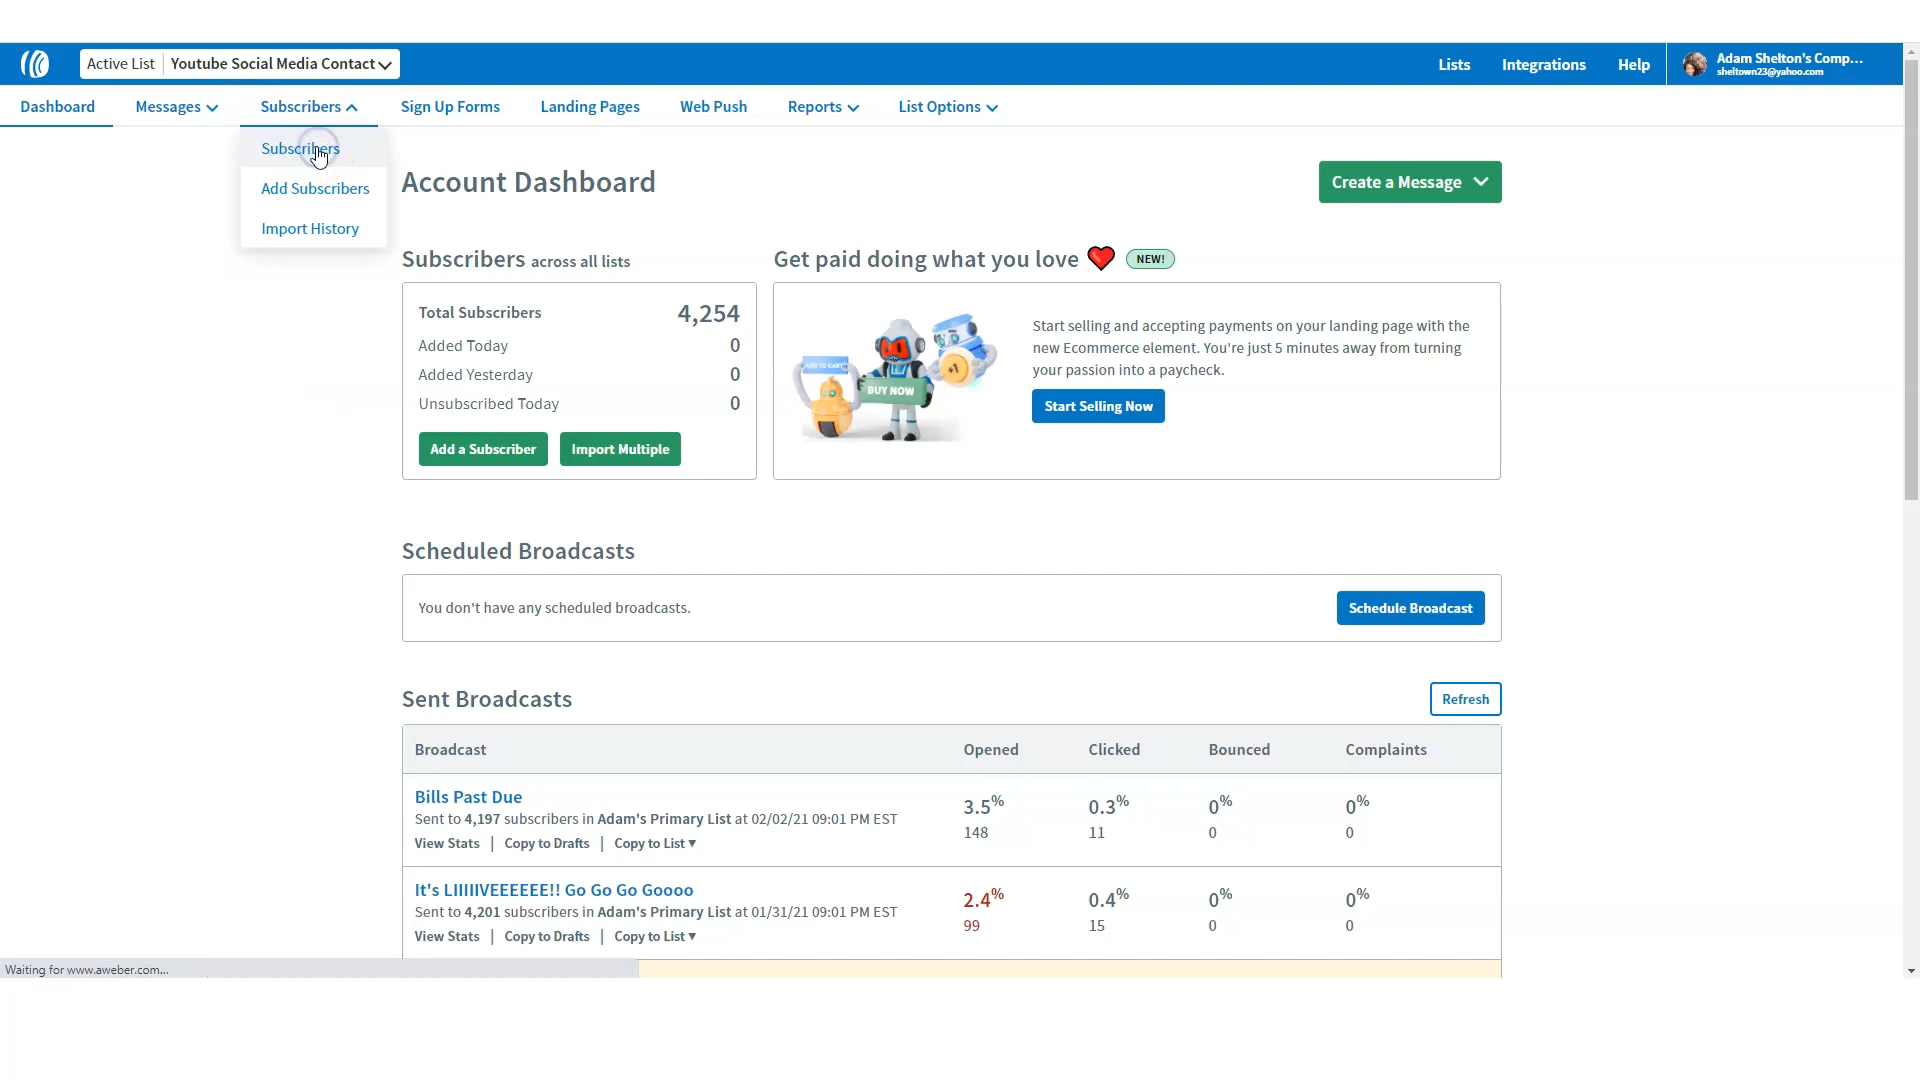 Active List Youtube Social Media Contact
Lists Integrations Help Adam Shelton's Comp...
sheltown23@yahoo.com
Dashboard Messages Subscribers Sign Up Forms Landing Pages Web Push Reports List Options
Subscribers
Add Subscribers
Import History
Account Dashboard
Create a Message
Subscribers across all lists
Total Subscribers 4,254
Added Today 0
Added Yesterday 0
Unsubscribed Today 0
Add a Subscriber Import Multiple
Get paid doing what you love NEW!
ADD TO CART
BUY NOW
+1
Start selling and accepting payments on your landing page with the
new Ecommerce element. You're just 5 minutes away from turning
your passion into a paycheck.
Start Selling Now
Scheduled Broadcasts
You don't have any scheduled broadcasts.
Schedule Broadcast
Sent Broadcasts
Refresh
Broadcast Opened Clicked Bounced Complaints
Bills Past Due
Sent to 4,197 subscribers in Adam's Primary List at 02/02/21 09:01 PM EST
View Stats | Copy to Drafts | Copy to List ▾
3.5% 0.3% 0% 0%
148 11 0 0
It's LIIIIIVEEEEEE!! Go Go Go Goooo
Sent to 4,201 subscribers in Adam's Primary List at 01/31/21 09:01 PM EST
View Stats | Copy to Drafts | Copy to List ▾
2.4% 0.4% 0% 0%
99 15 0 0
Waiting for www.aweber.com...